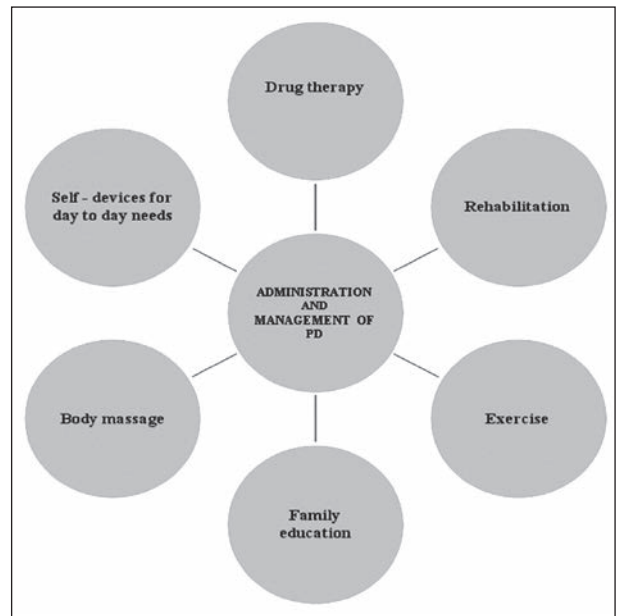 Drug therapy
Self - devices for
day to day needs
Rehabilitation
ADMINISTRATION
AND
MANAGEMENT OF
PD
Body massage
Exercise
Family
education